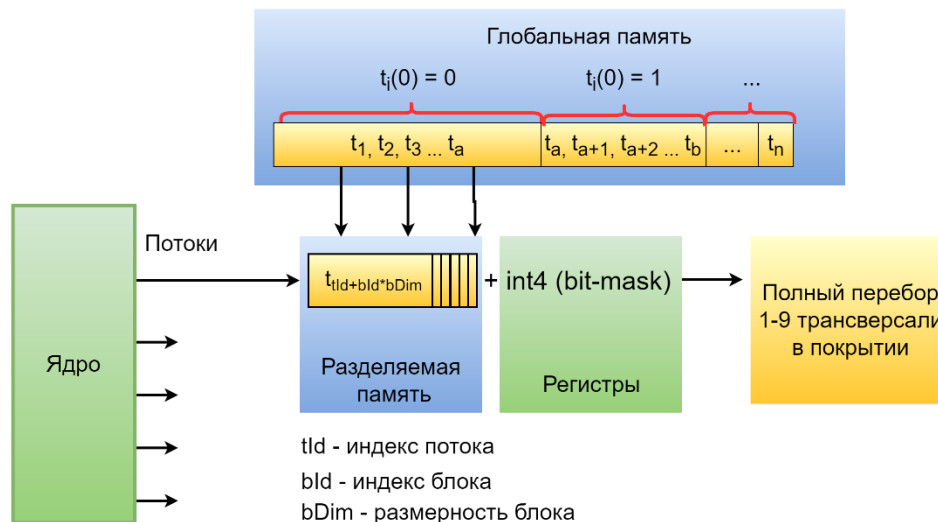 Глобальная память
tᵢ(0) = 0
tᵢ(0) = 1
...
t₁, t₂, t₃ ... tₐ
tₐ, tₐ₊₁, tₐ₊₂ ... t_b
...
tₙ
Потоки
Ядро
t_tId+bId*bDim
+
int4 (bit-mask)
Разделяемая
память
Регистры
Полный перебор
1-9 трансверсали
в покрытии
tId - индекс потока
bId - индекс блока
bDim - размерность блока